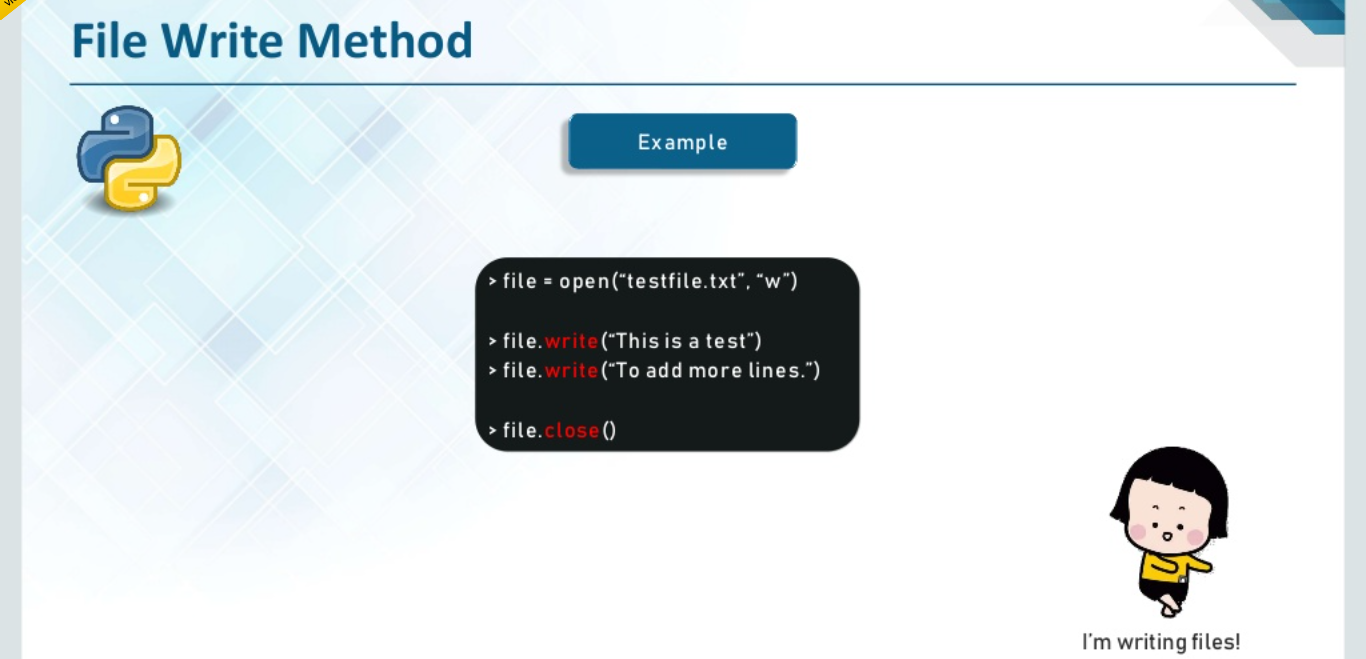 File Write Method
Example
> file = open(“testfile.txt”, “w”)
> file.write(“This is a test”)
> file.write(“To add more lines.”)
> file.close()
I’m writing files!